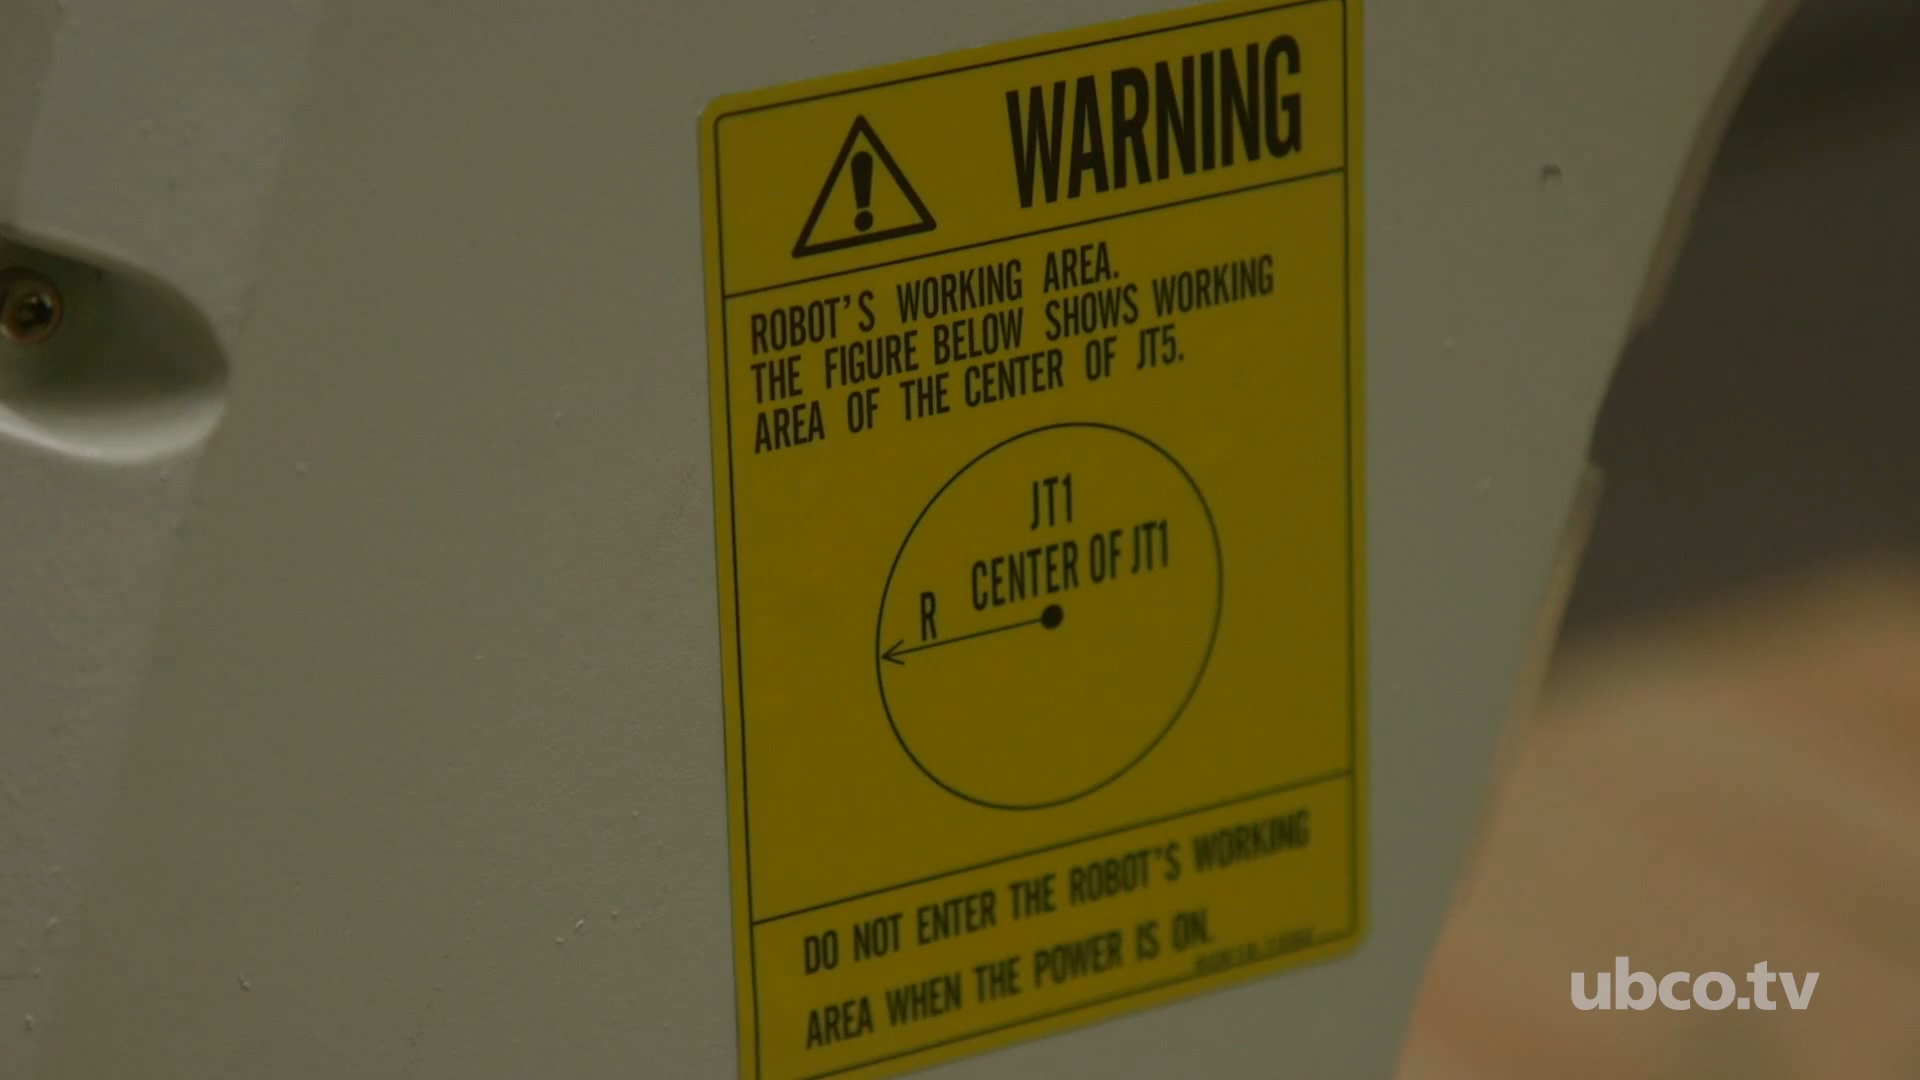 WARNING
ROBOT'S WORKING AREA.
THE FIGURE BELOW SHOWS WORKING
AREA OF THE CENTER OF JT5.
JT1
CENTER OF JT1
R
DO NOT ENTER THE ROBOT'S WORKING
AREA WHEN THE POWER IS ON.
ubco.tv